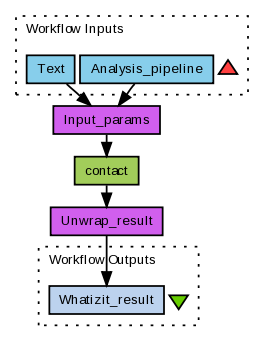 Workflow Inputs
Text
Analysis_pipeline
Input_params
contact
Unwrap_result
Workflow Outputs
Whatizit_result